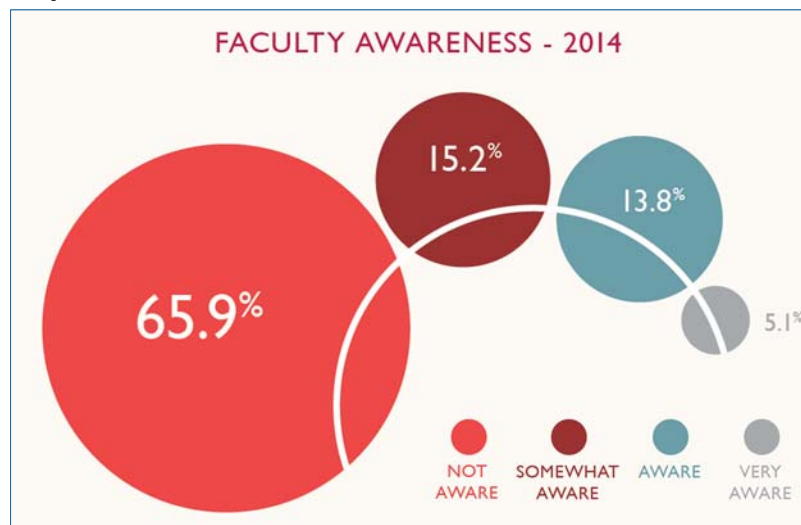 FACULTY AWARENESS - 2014
15.2%
13.8%
65.9%
5.1%
NOT
AWARE
SOMEWHAT
AWARE
AWARE
VERY
AWARE